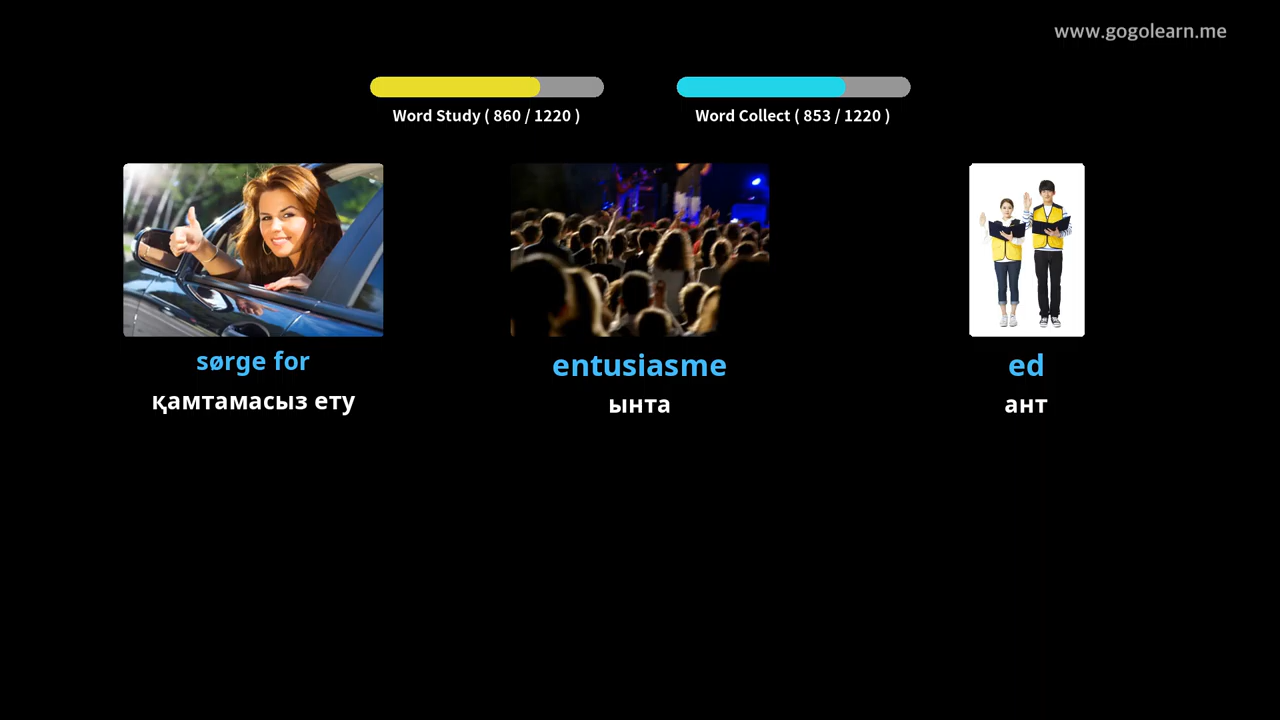 www.gogolearn.me
Word Study ( 860 / 1220 )
Word Collect ( 853 / 1220 )
sørge for
қамтамасыз ету
entusiasme
ынта
ed
ант